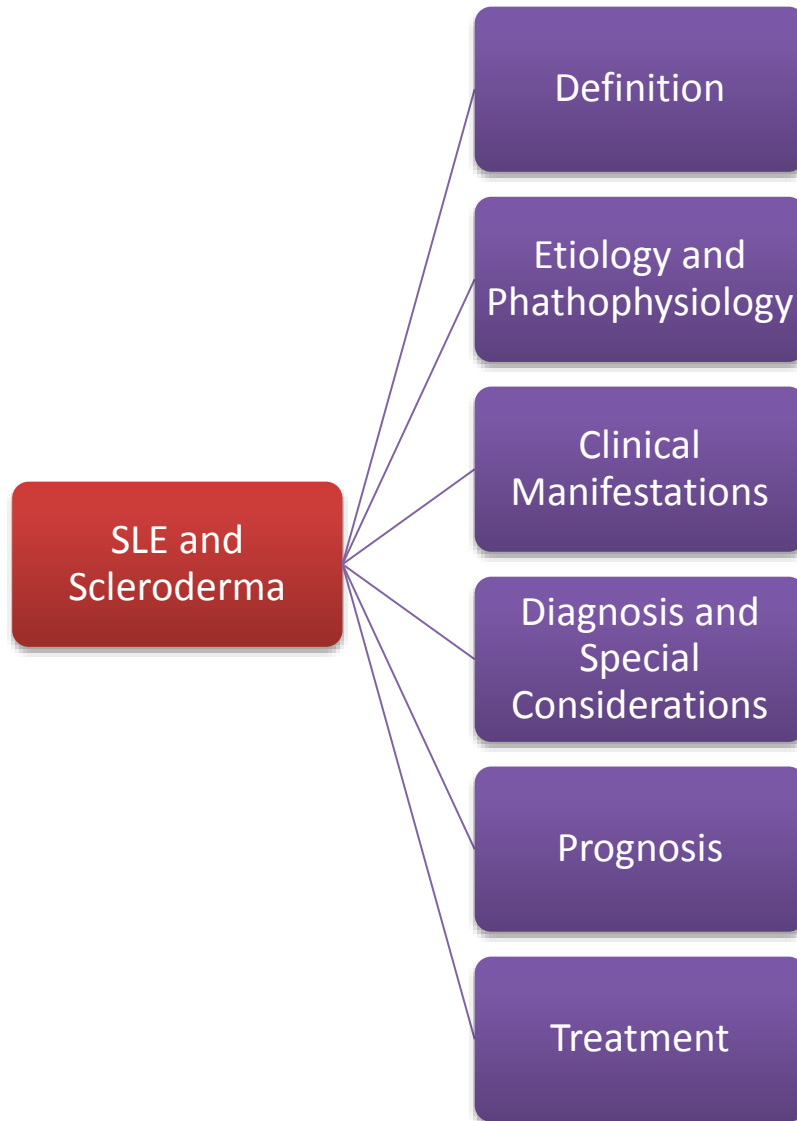 Definition
Etiology and
Phathophysiology
Clinical
Manifestations
SLE and
Scleroderma
Diagnosis and
Special
Considerations
Prognosis
Treatment